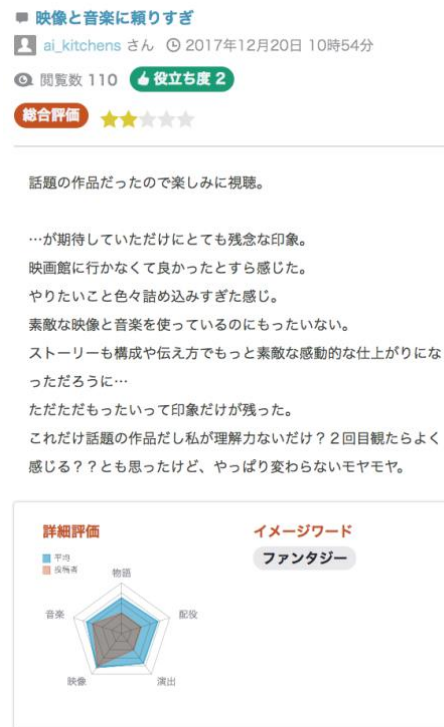 映像と音楽に頼りすぎ
ai_kitchens さん 2017年12月20日 10時54分
閲覧数 110 役立ち度 2
総合評価
話題の作品だったので楽しみに視聴。
…が期待していただけにとても残念な印象。
映画館に行かなくて良かったとすら感じた。
やりたいこと色々詰め込みすぎた感じ。
素敵な映像と音楽を使っているのにもったいない。
ストーリーも構成や伝え方でもっと素敵な感動的な仕上がりにな
っただろうに…
ただただもったいって印象だけが残った。
これだけ話題の作品だし私が理解力ないだけ？２回目観たらよく
感じる？？とも思ったけど、やっぱり変わらないモヤモヤ。
詳細評価
イメージワード
平均
投稿者
ファンタジー
物語
音楽
配役
映像
演出